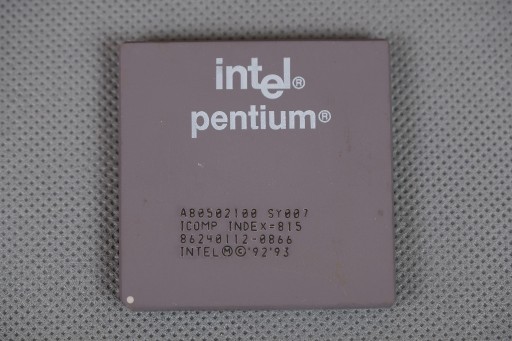 intel®
pentium®
A80502100 SY007
ICOMP INDEX=815
86240112-0866
INTEL Ⓜ © '92'93